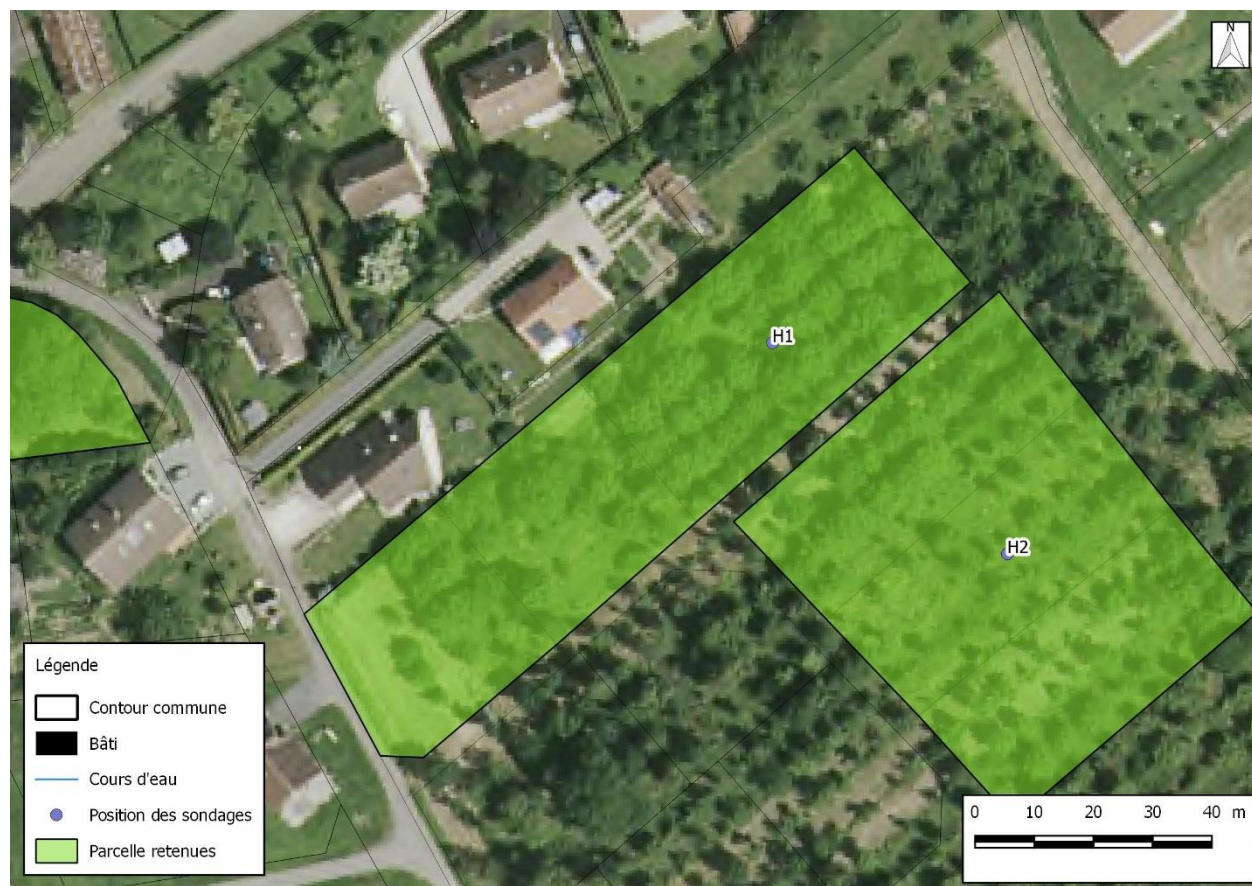 N
H1
H2
Légende
Contour commune
Bâti
Cours d'eau
Position des sondages
Parcelle retenues
0 10 20 30 40 m